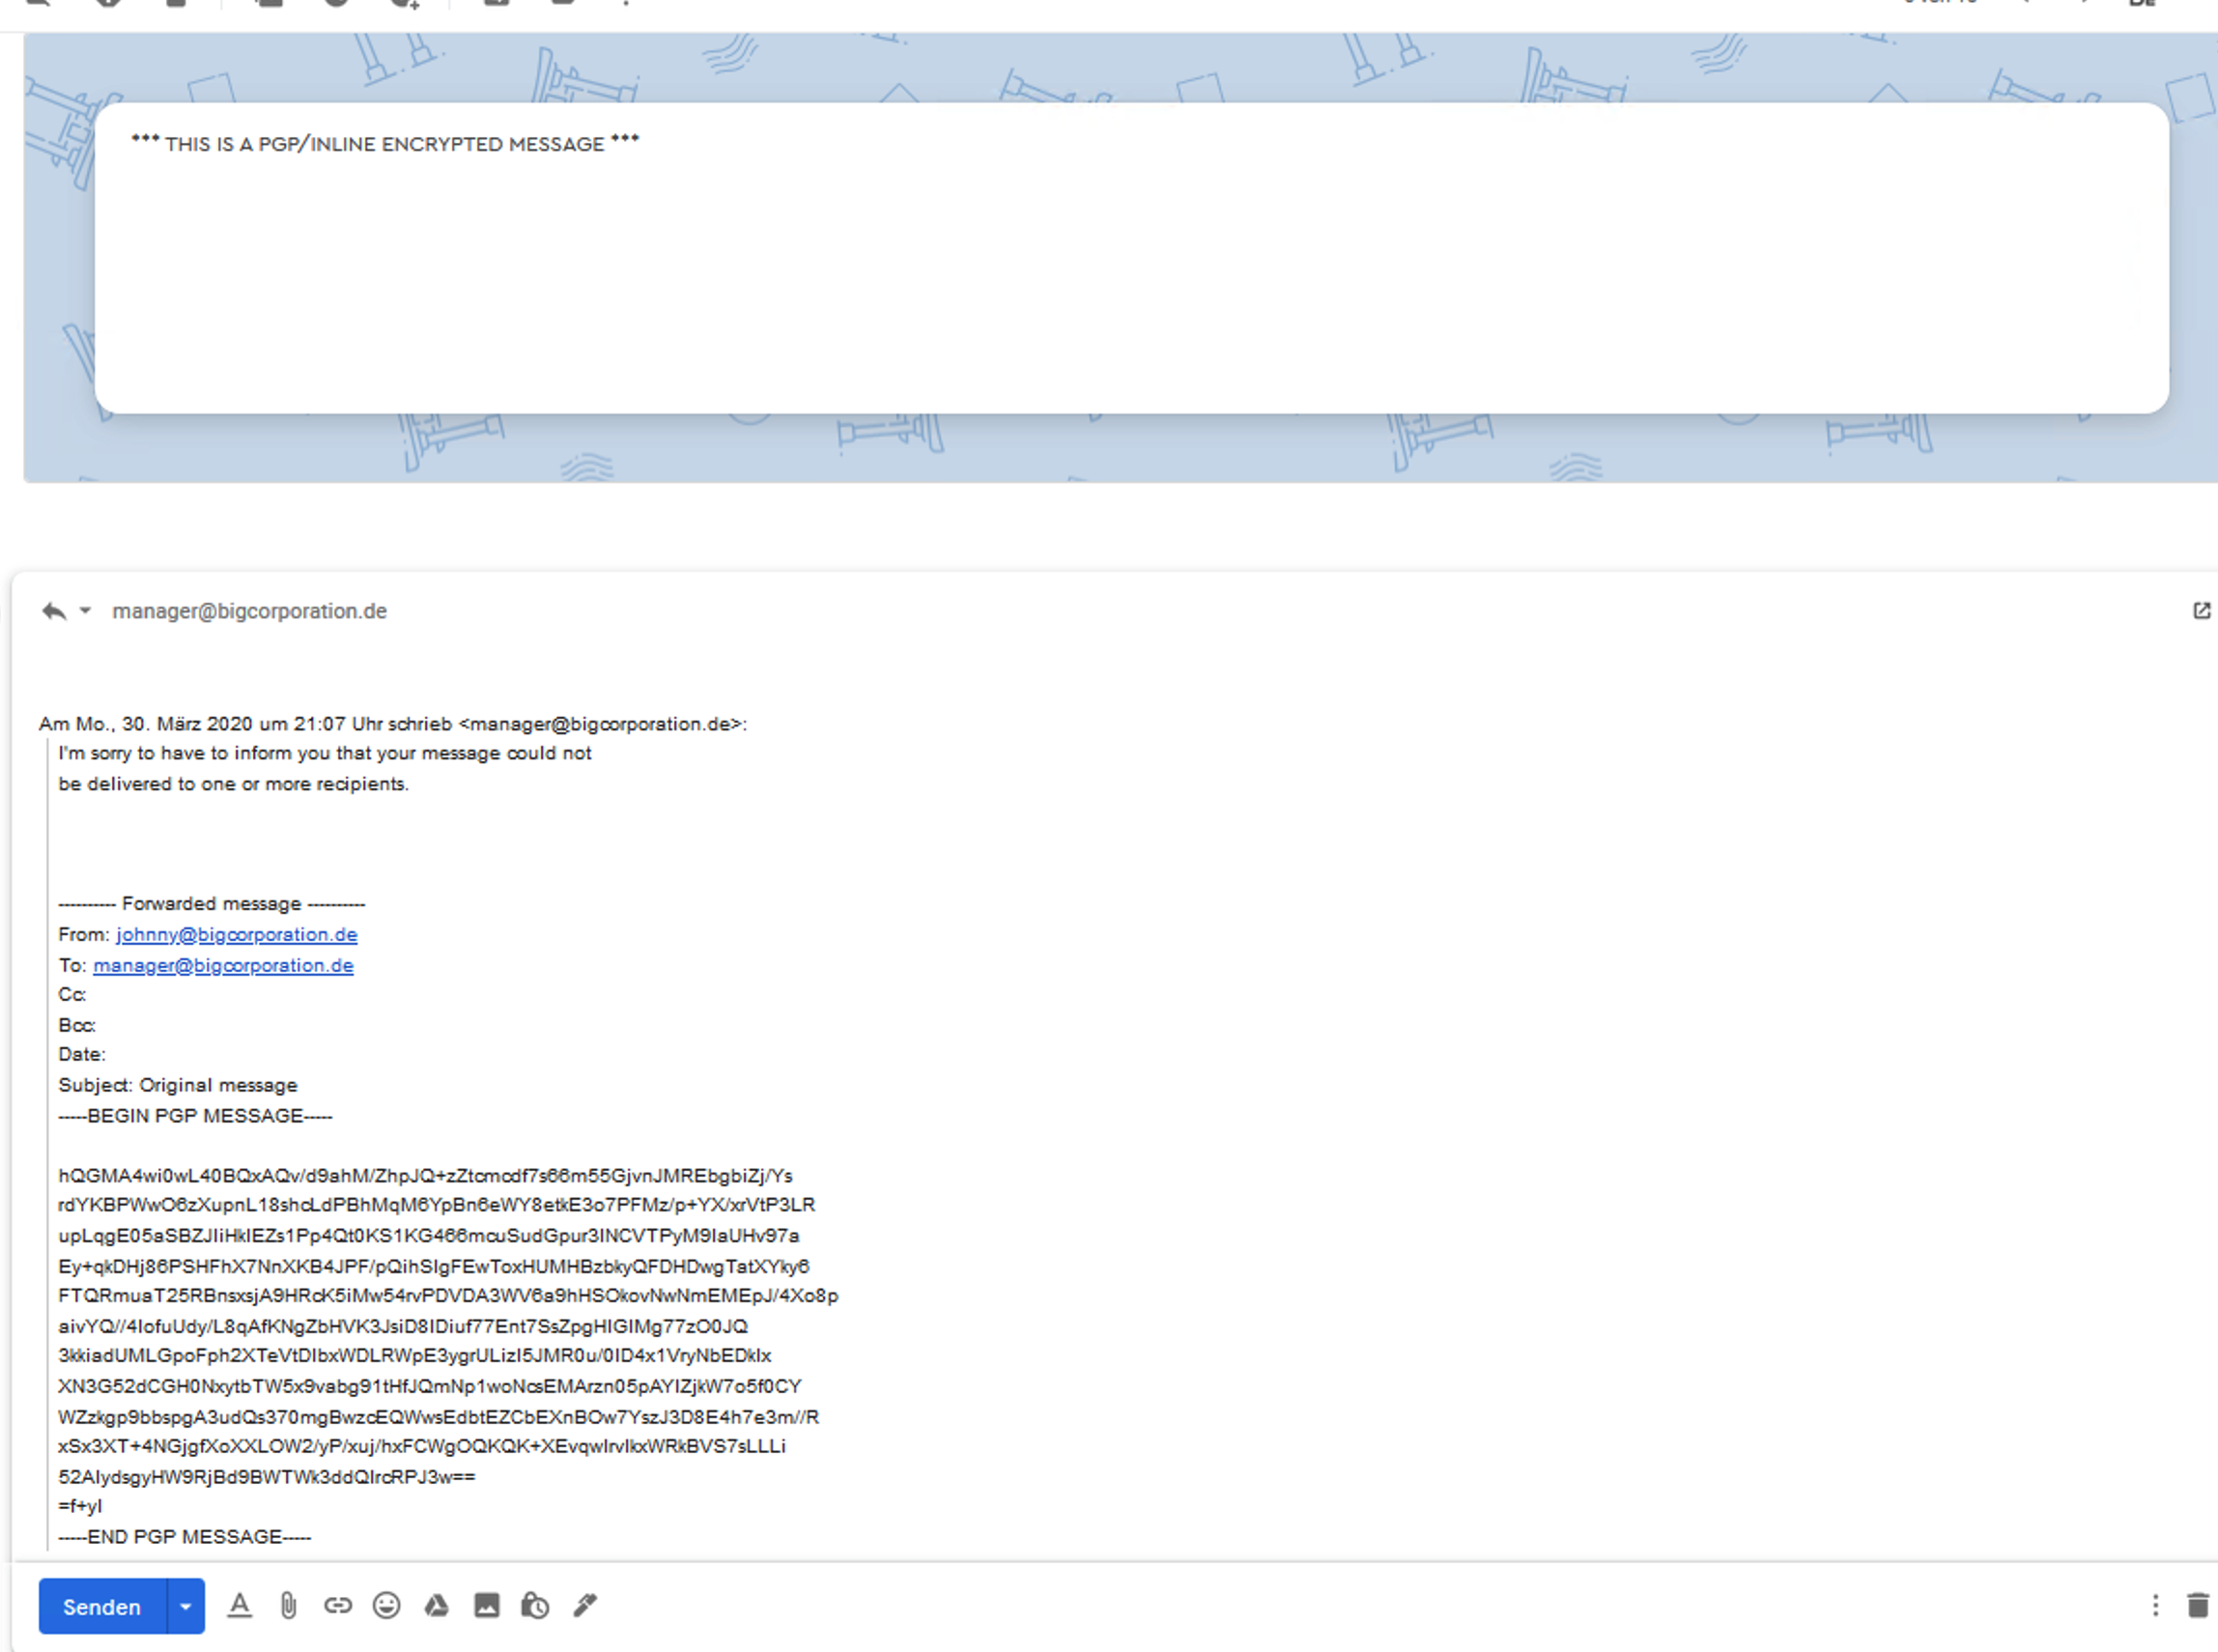 *** THIS IS A PGP/INLINE ENCRYPTED MESSAGE ***
manager@bigcorporation.de
Am Mo., 30. März 2020 um 21:07 Uhr schrieb <manager@bigcorporation.de>:
I'm sorry to have to inform you that your message could not
be delivered to one or more recipients.
---------- Forwarded message ----------
From: johnny@bigcorporation.de
To: manager@bigcorporation.de
Cc:
Bcc:
Date:
Subject: Original message
-----BEGIN PGP MESSAGE-----
hQGMA4wi0wL40BQxAQv/d9ahM/ZhpJQ+zZtcmcdf7s66m55GjvnJMREbgbiZj/Ys
rdYKBPWwO6zXupnL18shcLdPBhMqM6YpBn6eWY8etkE3o7PFMz/p+YX/xrVtP3LR
upLqgE05aSBZJIiHkIEZs1Pp4Qt0KS1KG466mcuSudGpur3INCVTPyM9IaUHv97a
Ey+qkDHj86PSHFhX7NnXKB4JPF/pQihSIgFEwToxHUMHBzbkyQFDHDwgTatXYky6
FTQRmuaT25RBnsxsjA9HRcK5iMw54rvPDVDA3WV6a9hHSOkovNwNmEMEpJ/4Xo8p
aivYQ//4IofuUdy/L8qAfKNgZbHVK3JsiD8IDiuf77Ent7SsZpgHIGIMg77zO0JQ
3kkiadUMLGpoFph2XTeVtDIbxWDLRWpE3ygrULizI5JMR0u/0ID4x1VryNbEDkIx
XN3G52dCGH0NxytbTW5x9vabg91tHfJQmNp1woNcsEMArzn05pAYIZjkW7o5f0CY
WZzkgp9bbspgA3udQs370mgBwzcEQWwsEdbtEZCbEXnBOw7YszJ3D8E4h7e3m//R
xSx3XT+4NGjgfXoXXLOW2/yP/xuj/hxFCWgOQKQK+XEvqwIrvIkxWRkBVS7sLLLi
52AIydsgyHW9RjBd9BWTWk3ddQIrcRPJ3w==
=f+yI
-----END PGP MESSAGE-----
Senden